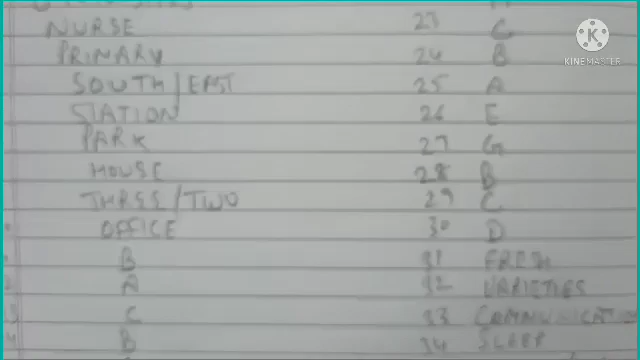 NURSE 23 G
PRIMARY 24 B
SOUTH/EAST 25 A
STATION 26 E
PARK 27 G
HOUSE 28 B
THREE/TWO 29 C
OFFICE 30 D
B 31 FRESH
A 32 VARIETIES
C 33 COMMUNICATION
B 34 SLEEP
K
KINEMASTER